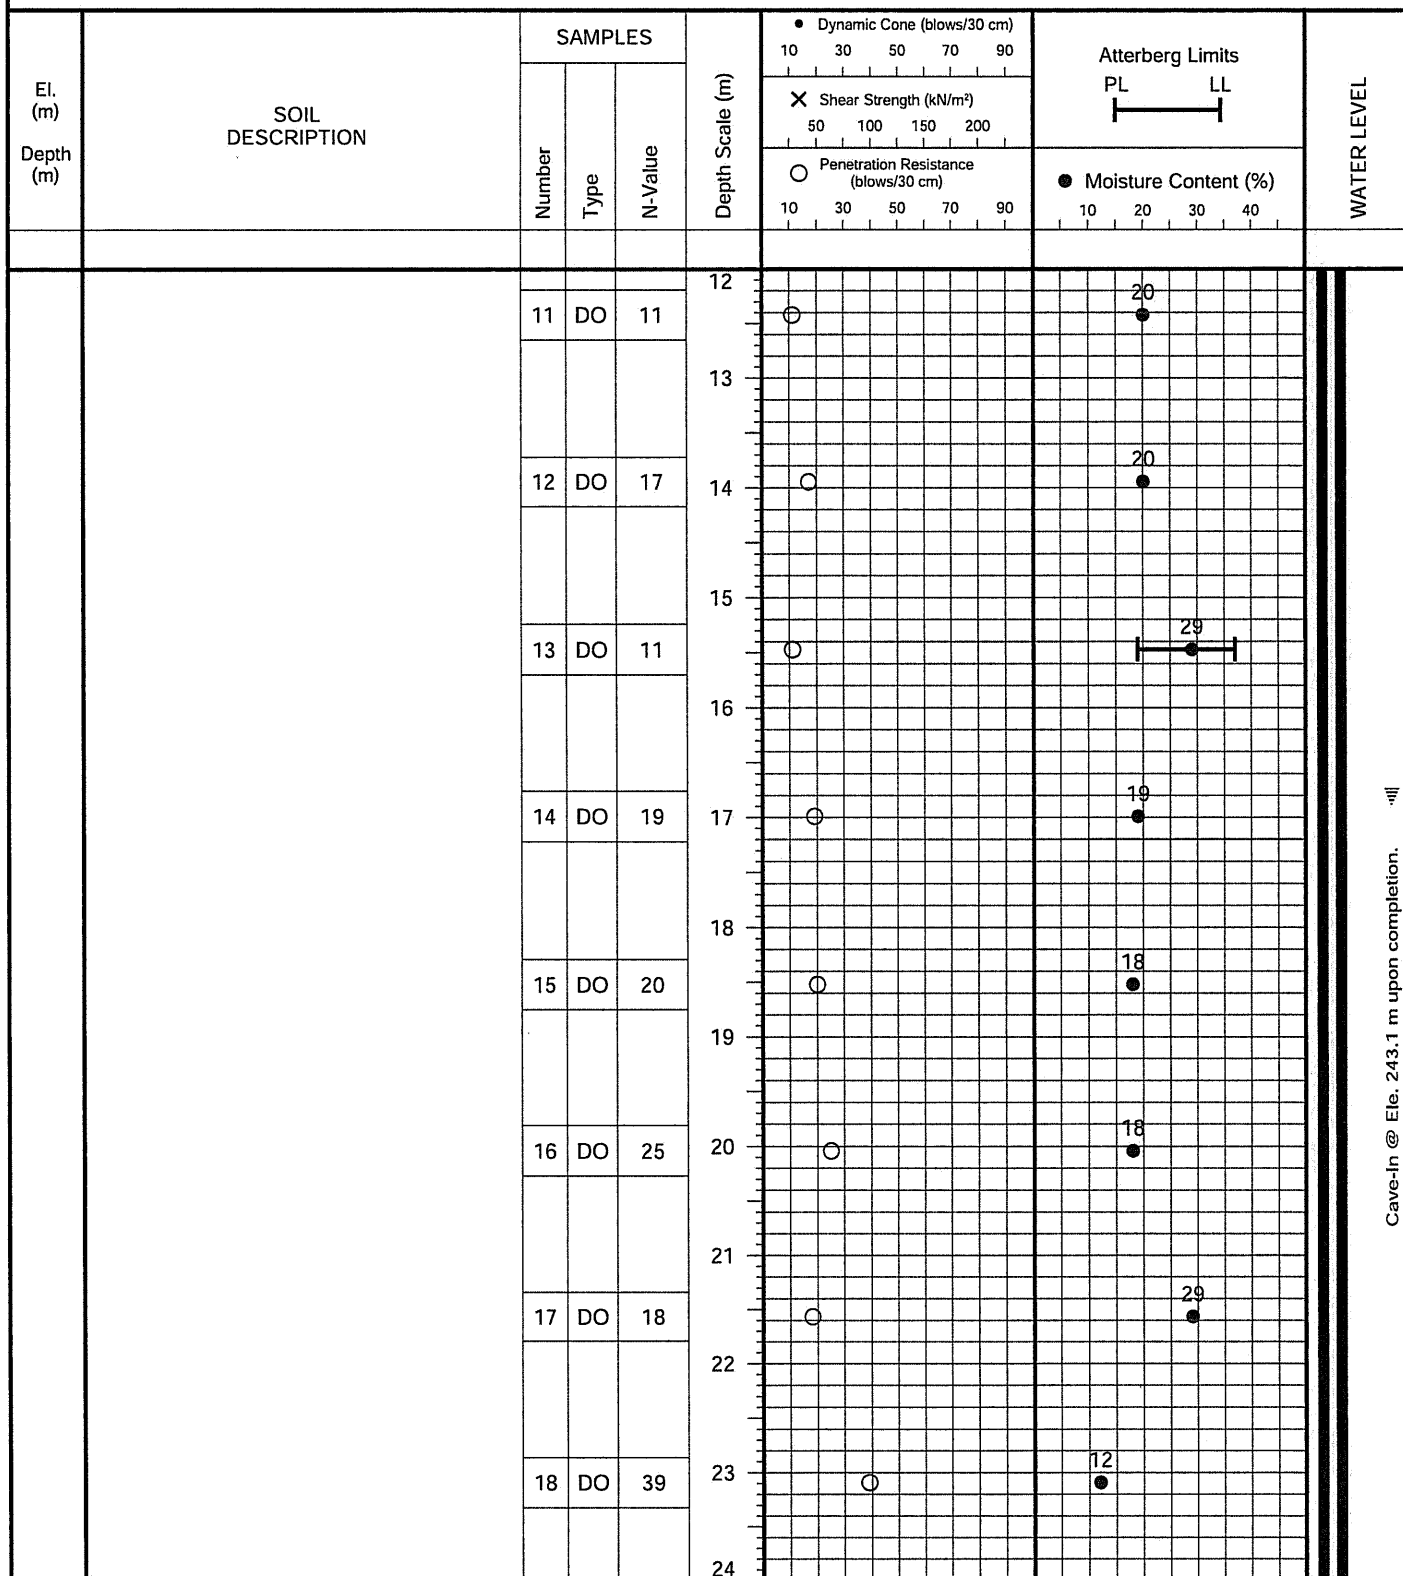 El.
(m)
Depth
(m)
SOIL
DESCRIPTION
SAMPLES
Number
Type
N-Value
Depth Scale (m)
• Dynamic Cone (blows/30 cm)
10 30 50 70 90
Shear Strength (kN/m²)
50 100 150 200
Penetration Resistance
(blows/30 cm)
10 30 50 70 90
Atterberg Limits
PL LL
● Moisture Content (%)
10 20 30 40
WATER LEVEL
12
11 DO 11 20
13
12 DO 17 20
14
15
13 DO 11 29
16
14 DO 19 19
17
18
15 DO 20 18
19
16 DO 25 18
20
21
17 DO 18 29
22
18 DO 39 12
23
24
Cave-In @ Ele. 243.1 m upon completion.